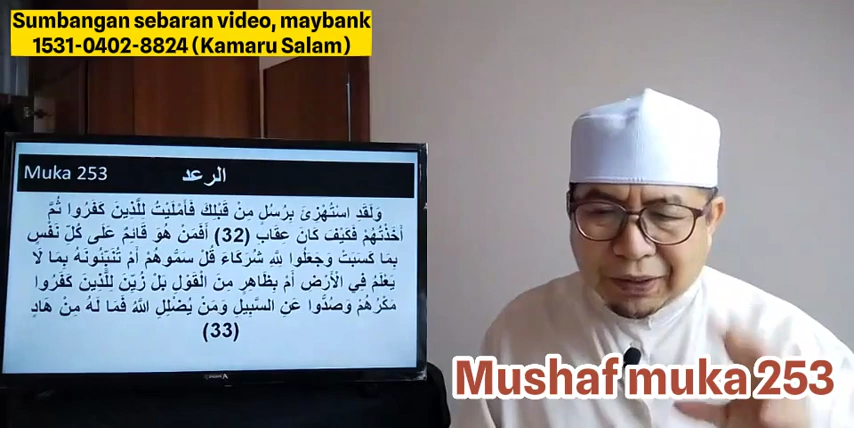 Sumbangan sebaran video, maybank
1531-0402-8824 (Kamaru Salam)
Muka 253
الرعد
وَلَقَدِ اسْتُهْزِئَ بِرُسُلٍ مِنْ قَبْلِكَ فَأَمْلَيْتُ لِلَّذِينَ كَفَرُوا ثُمَّ
أَخَذْتُهُمْ فَكَيْفَ كَانَ عِقَابِ (32) أَفَمَنْ هُوَ قَائِمٌ عَلَى كُلِّ نَفْسٍ
بِمَا كَسَبَتْ وَجَعَلُوا لِلَّهِ شُرَكَاءَ قُلْ سَمُّوهُمْ أَمْ تُنَبِّئُونَهُ بِمَا لَا
يَعْلَمُ فِي الْأَرْضِ أَمْ بِظَاهِرٍ مِنَ الْقَوْلِ بَلْ زُيِّنَ لِلَّذِينَ كَفَرُوا
مَكْرُهُمْ وَصُدُّوا عَنِ السَّبِيلِ وَمَنْ يُضْلِلِ اللَّهُ فَمَا لَهُ مِنْ هَادٍ
(33)
Mushaf muka 253